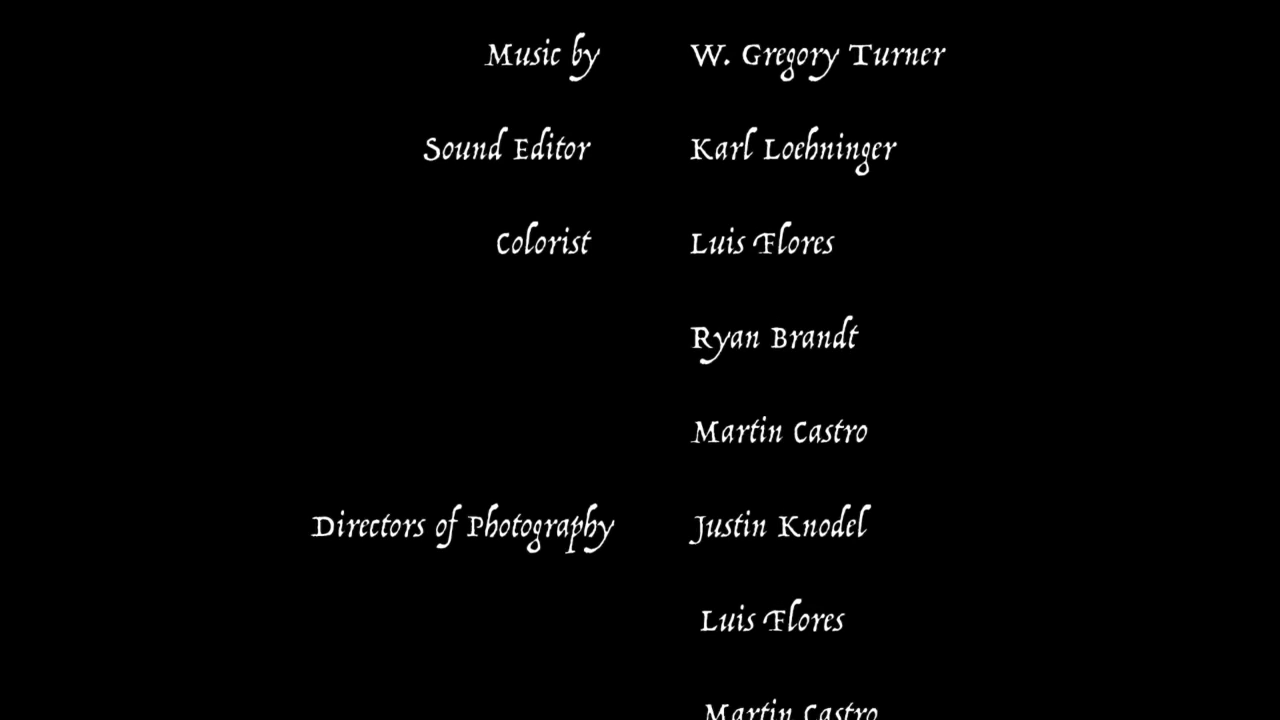 Music by W. Gregory Turner
Sound Editor Karl Loehninger
Colorist Luis Flores
Ryan Brandt
Martin Castro
Directors of Photography Justin Knodel
Luis Flores
Martin Castro